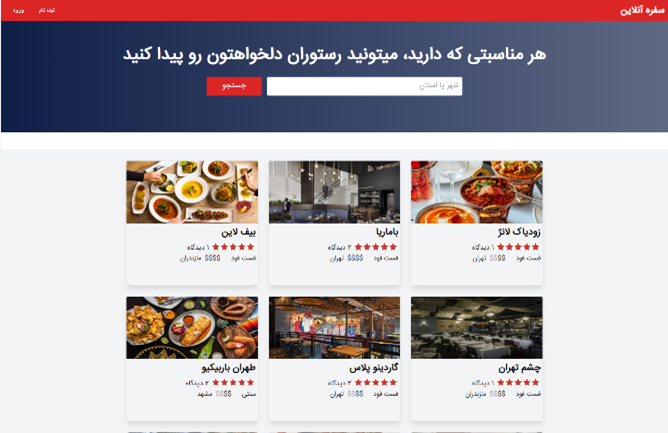 سفره آنلاین
ثبت نام
ورود
هر مناسبتی که دارید، میتونید رستوران دلخواهتون رو پیدا کنید
شهر یا استان
جستجو
زودیاک لانژ
۱ دیدگاه
فست فود $$$$ تهران
باماریا
۲ دیدگاه
فست فود $$$$ تهران
بیف لاین
۱ دیدگاه
فست فود $$$$ مازندران
چشم تهران
۱ دیدگاه
فست فود $$$$ مازندران
گاردینو پلاس
۲ دیدگاه
فست فود $$$$ تهران
طهران باربیکیو
۲ دیدگاه
سنتی $$$$ مشهد